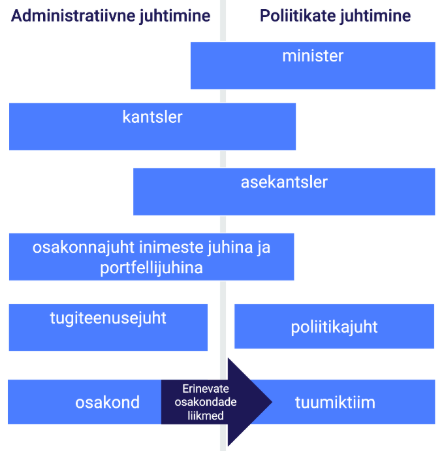 Administratiivne juhtimine
Poliitikate juhtimine
minister
kantsler
asekantsler
osakonnajuht inimeste juhina ja
portfellijuhina
tugiteenusejuht
poliitikajuht
osakond
Erinevate
osakondade
liikmed
tuumiktiim